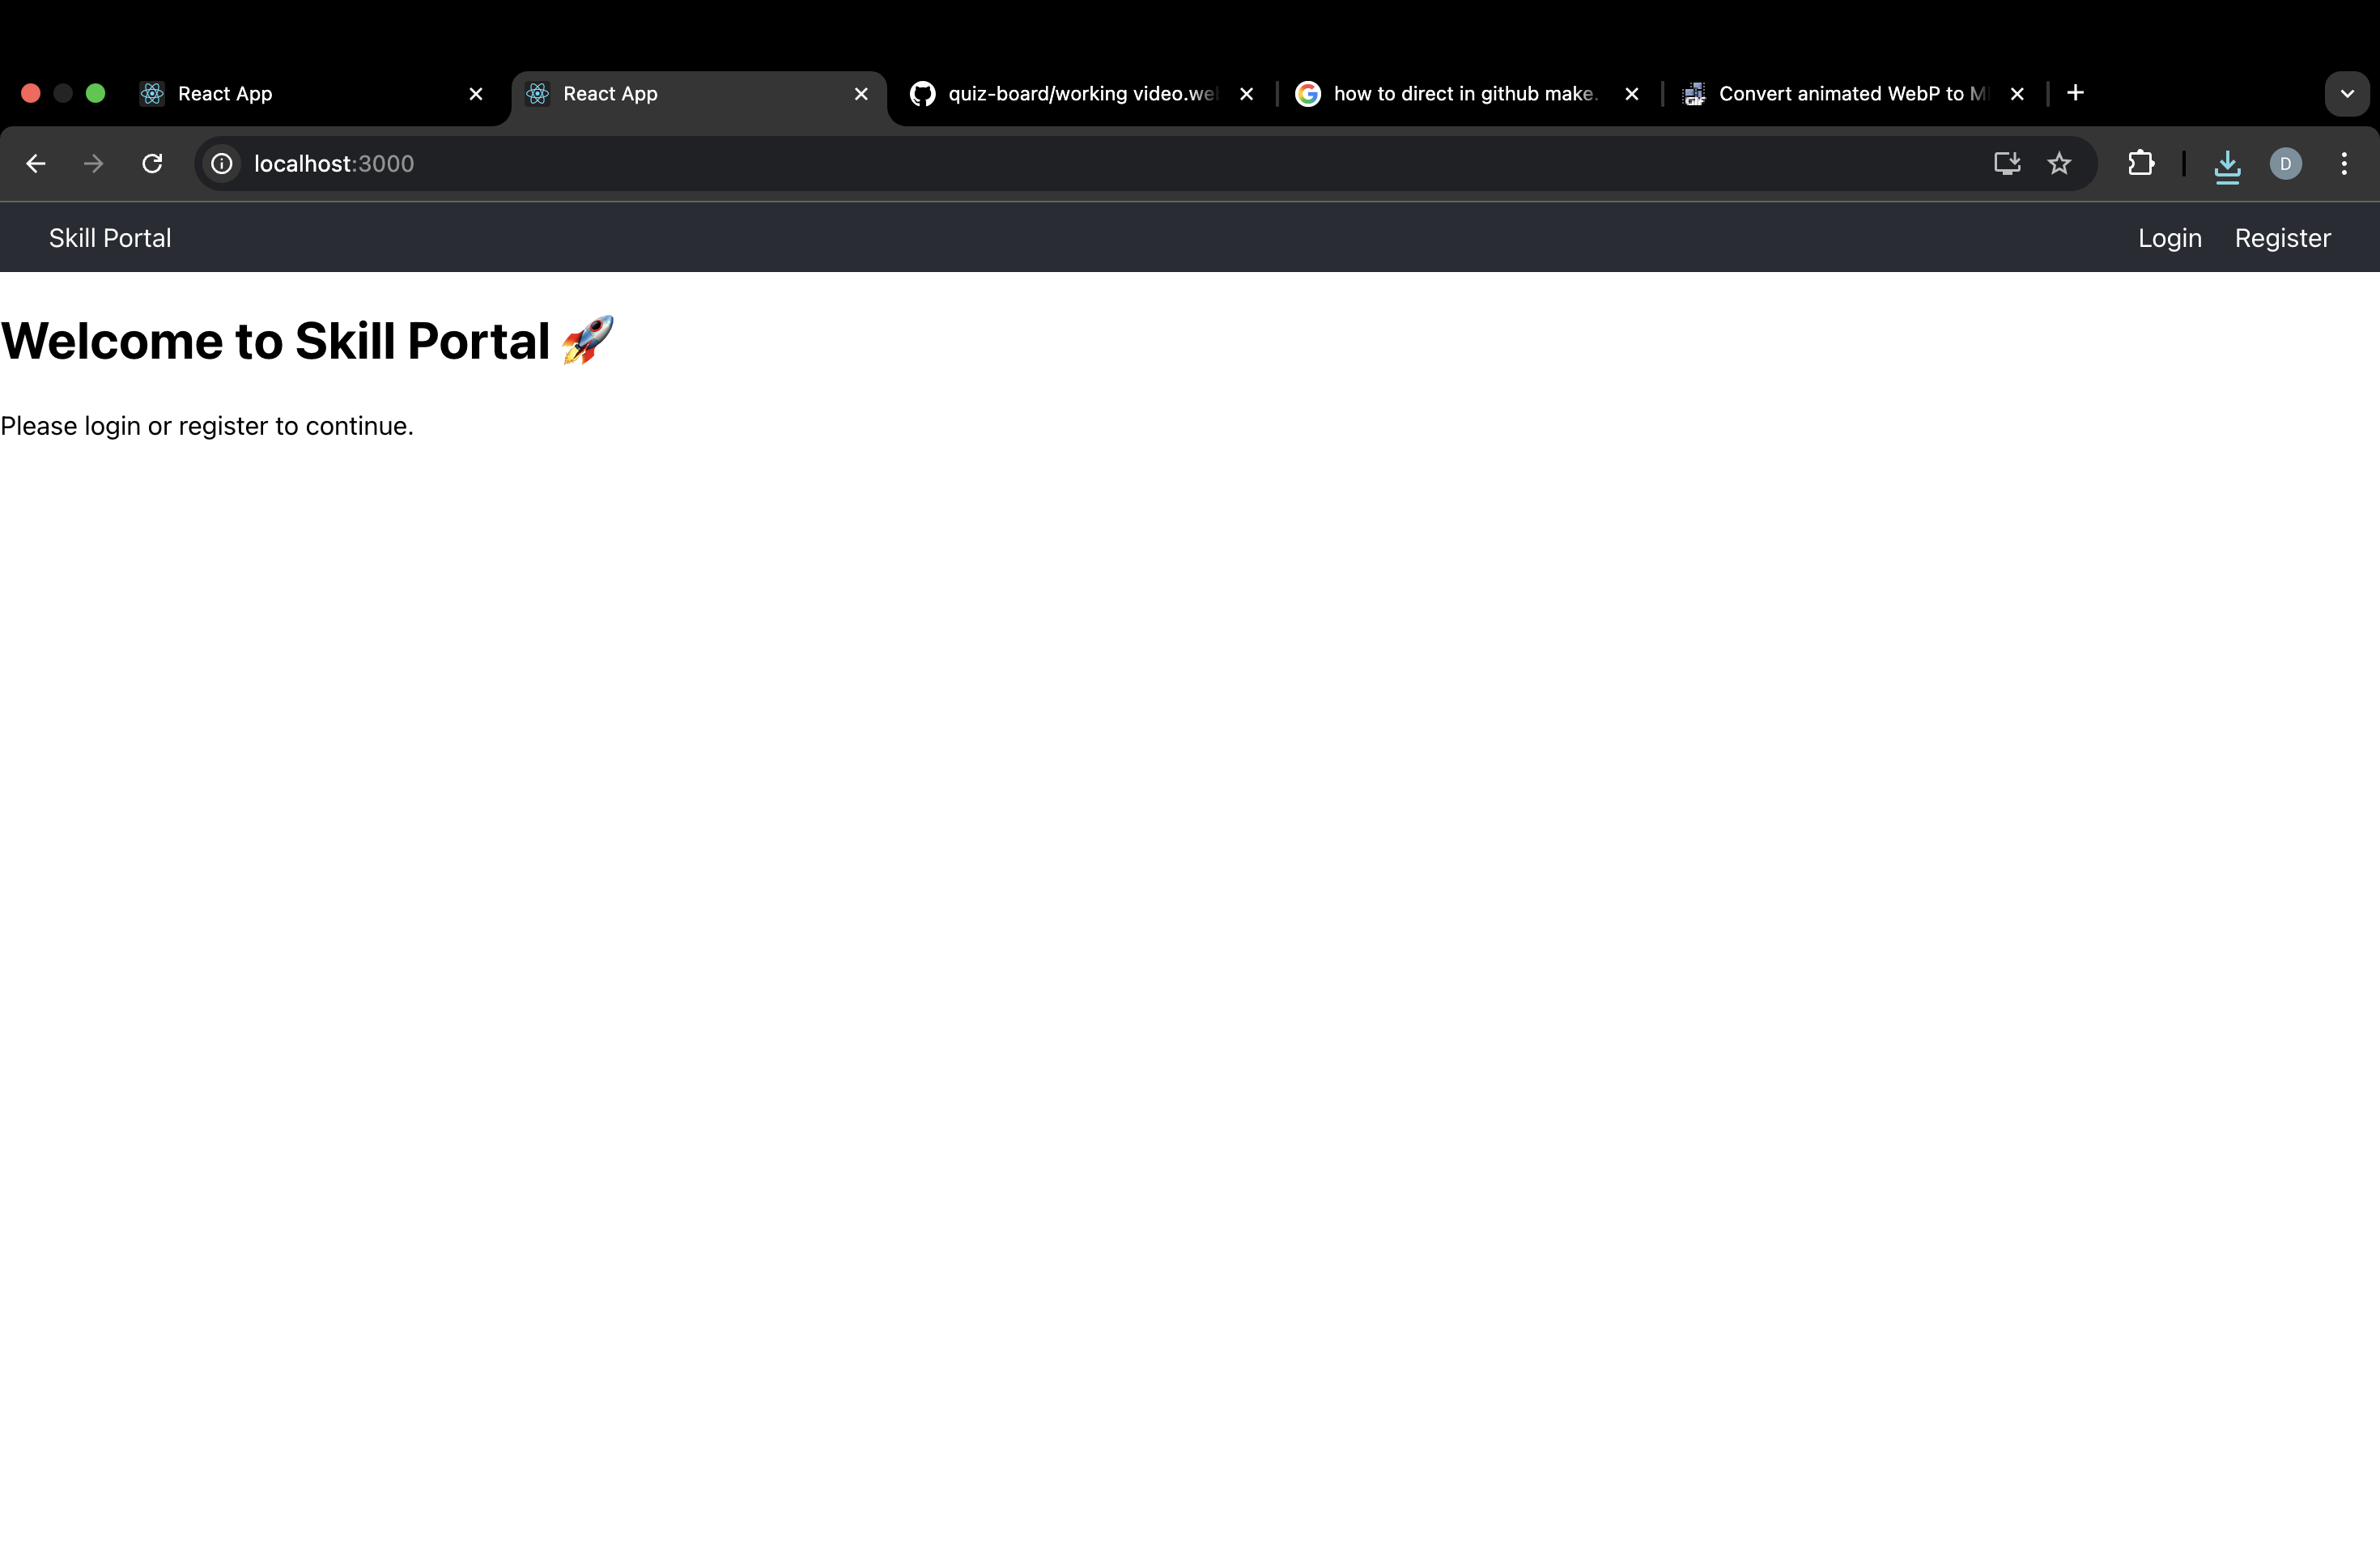 React App
React App
quiz-board/working video.we
how to direct in github make.
Convert animated WebP to M
localhost:3000
D
Skill Portal
Login
Register
Welcome to Skill Portal 🚀
Please login or register to continue.